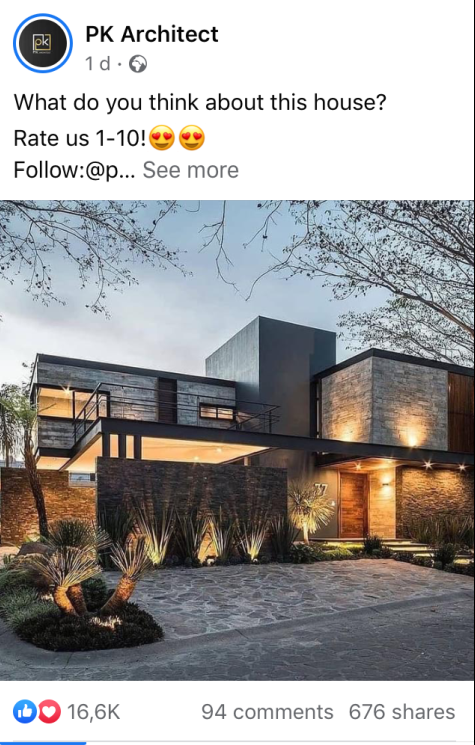 pk
PK Architect
1 d ·
What do you think about this house?
Rate us 1-10!😍😍
Follow:@p... See more
16,6K 94 comments 676 shares